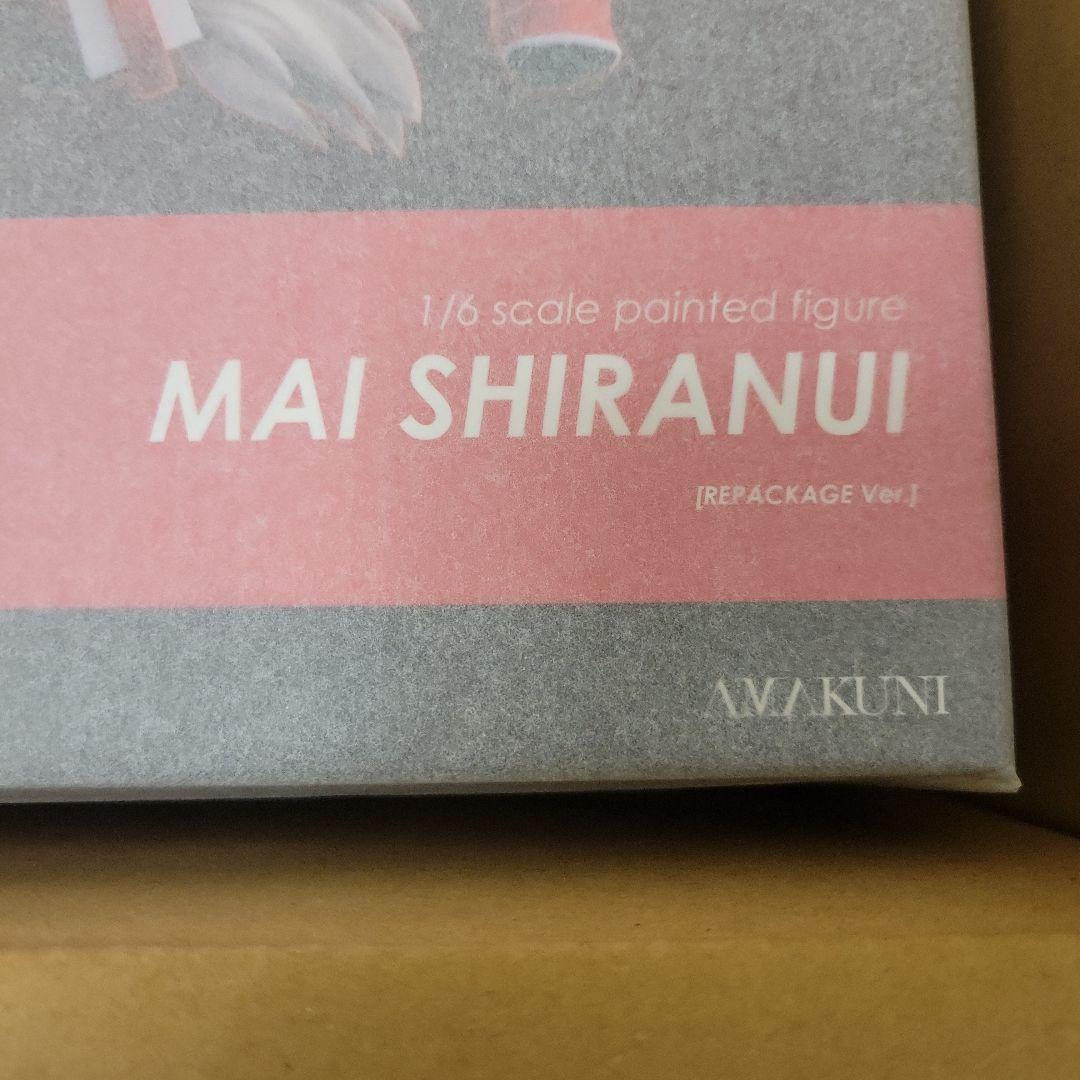 1/6 scale painted figure
MAI SHIRANUI
[REPACKAGE Ver.]
AMAKUNI